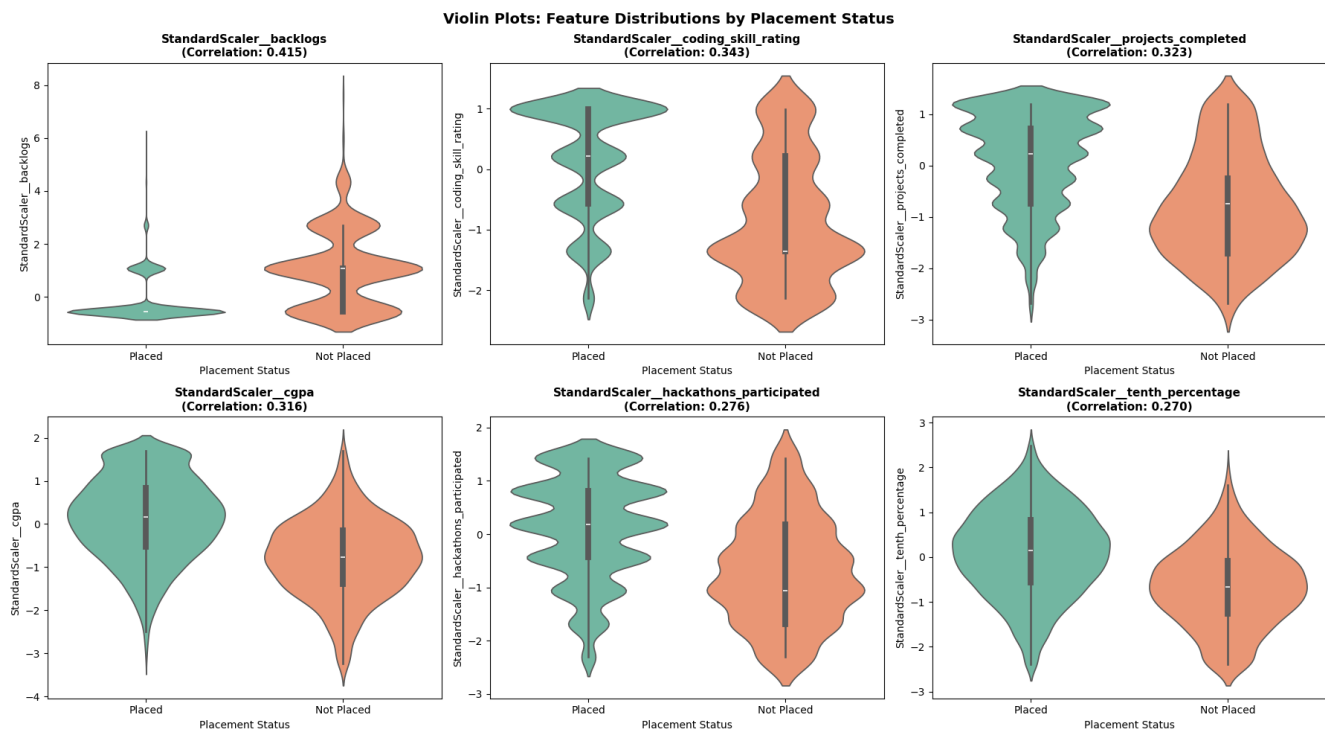 Violin Plots: Feature Distributions by Placement Status
StandardScaler__backlogs
(Correlation: 0.415)
StandardScaler__backlogs
8
6
4
2
0
Placed
Not Placed
Placement Status
StandardScaler__coding_skill_rating
(Correlation: 0.343)
StandardScaler__coding_skill_rating
1
0
−1
−2
Placed
Not Placed
Placement Status
StandardScaler__projects_completed
(Correlation: 0.323)
StandardScaler__projects_completed
1
0
−1
−2
−3
Placed
Not Placed
Placement Status
StandardScaler__cgpa
(Correlation: 0.316)
StandardScaler__cgpa
2
1
0
−1
−2
−3
−4
Placed
Not Placed
Placement Status
StandardScaler__hackathons_participated
(Correlation: 0.276)
StandardScaler__hackathons_participated
2
1
0
−1
−2
−3
Placed
Not Placed
Placement Status
StandardScaler__tenth_percentage
(Correlation: 0.270)
StandardScaler__tenth_percentage
3
2
1
0
−1
−2
−3
Placed
Not Placed
Placement Status